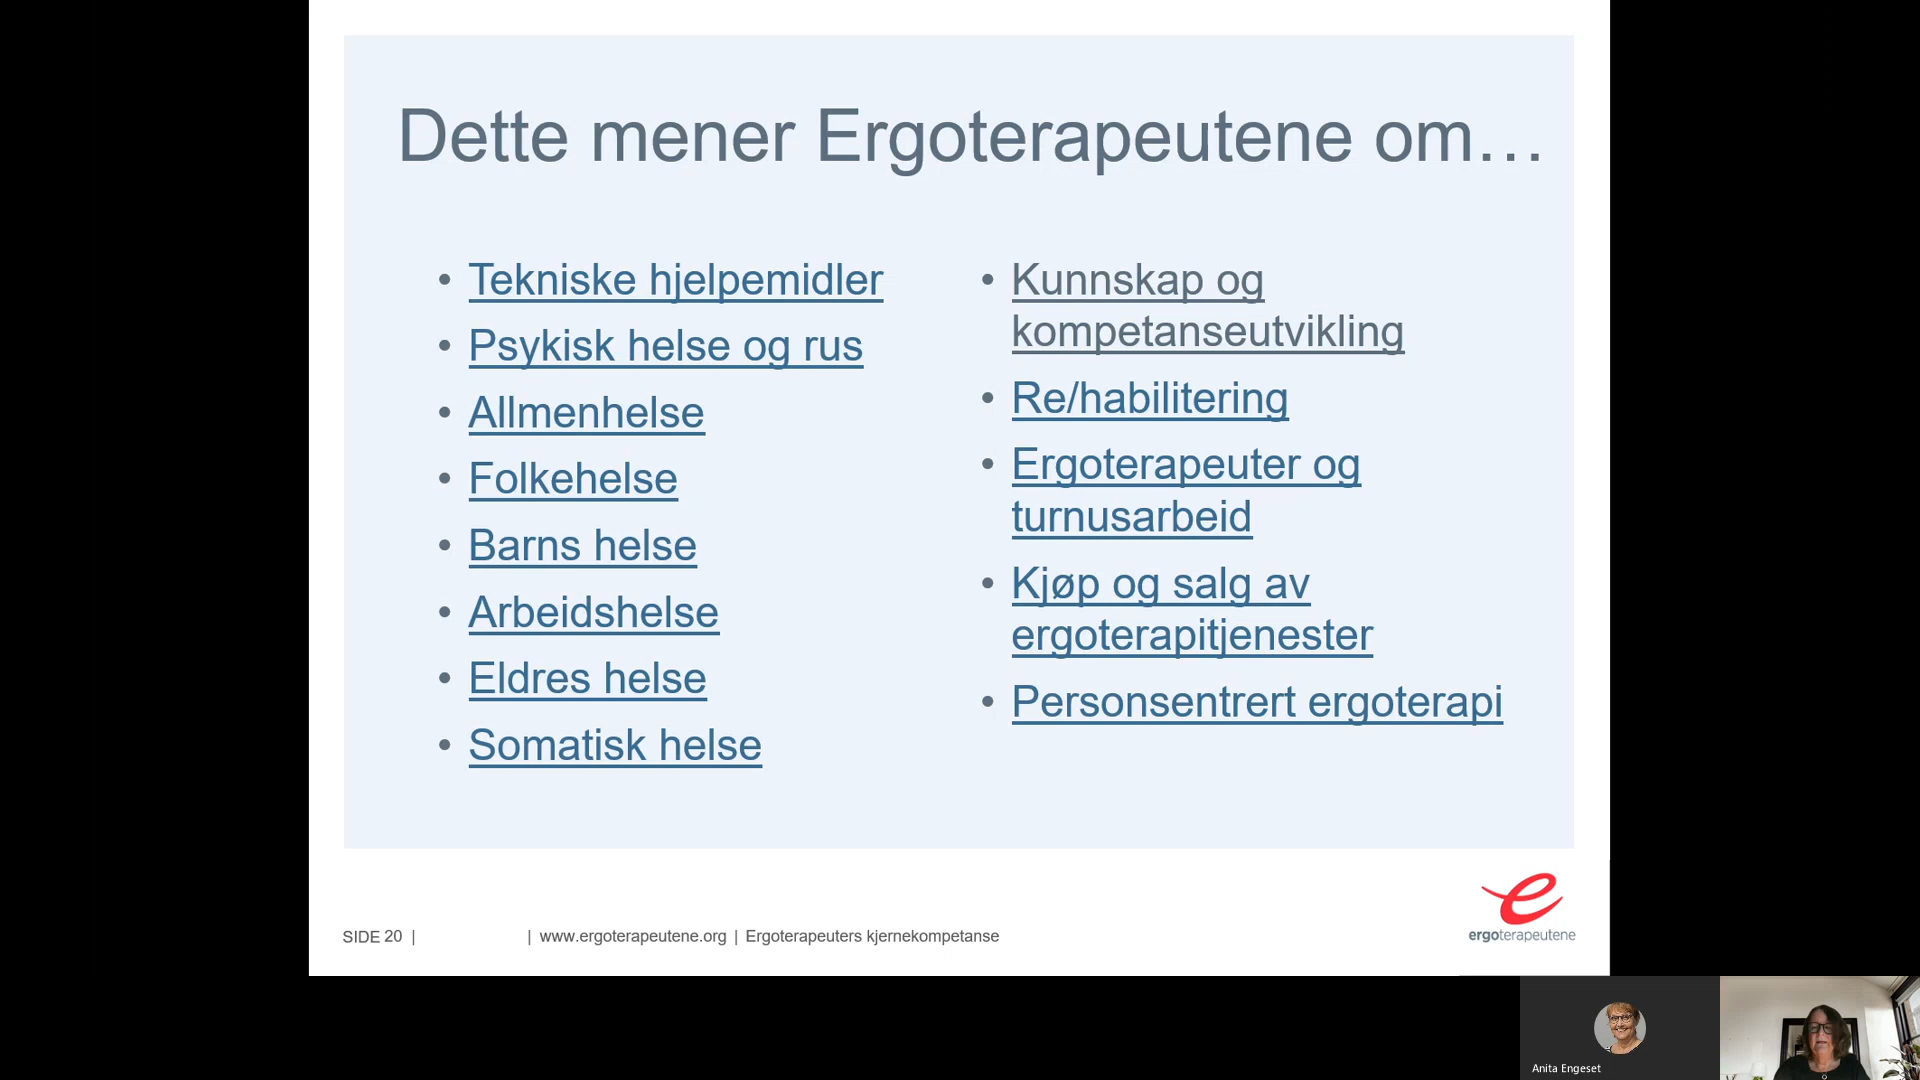 Dette mener Ergoterapeutene om…
• Tekniske hjelpemidler
• Psykisk helse og rus
• Allmenhelse
• Folkehelse
• Barns helse
• Arbeidshelse
• Eldres helse
• Somatisk helse
• Kunnskap og
kompetanseutvikling
• Re/habilitering
• Ergoterapeuter og
turnusarbeid
• Kjøp og salg av
ergoterapitjenester
• Personsentrert ergoterapi
SIDE 20 | | www.ergoterapeutene.org | Ergoterapeuters kjernekompetanse
ergoterapeutene
Anita Engeset